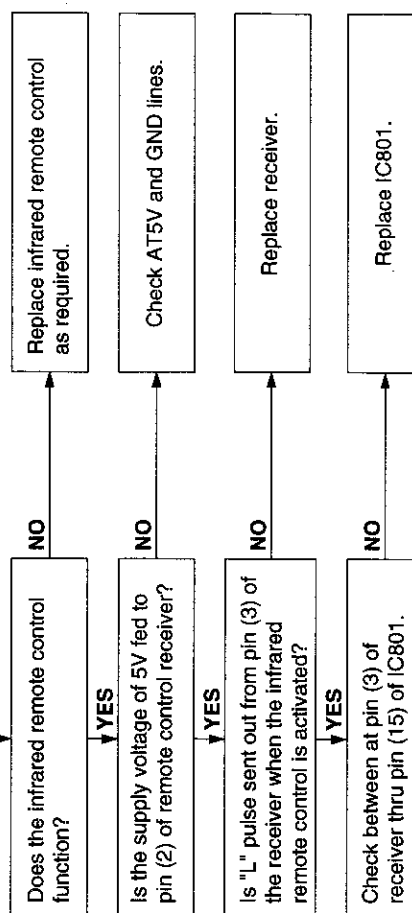 Does the infrared remote control
function?
NO
Replace infrared remote control
as required.
YES
Is the supply voltage of 5V fed to
pin (2) of remote control receiver?
NO
Check AT5V and GND lines.
YES
Is "L" pulse sent out from pin (3) of
the receiver when the infrared
remote control is activated?
NO
Replace receiver.
YES
Check between at pin (3) of
receiver thru pin (15) of IC801.
NO
Replace IC801.